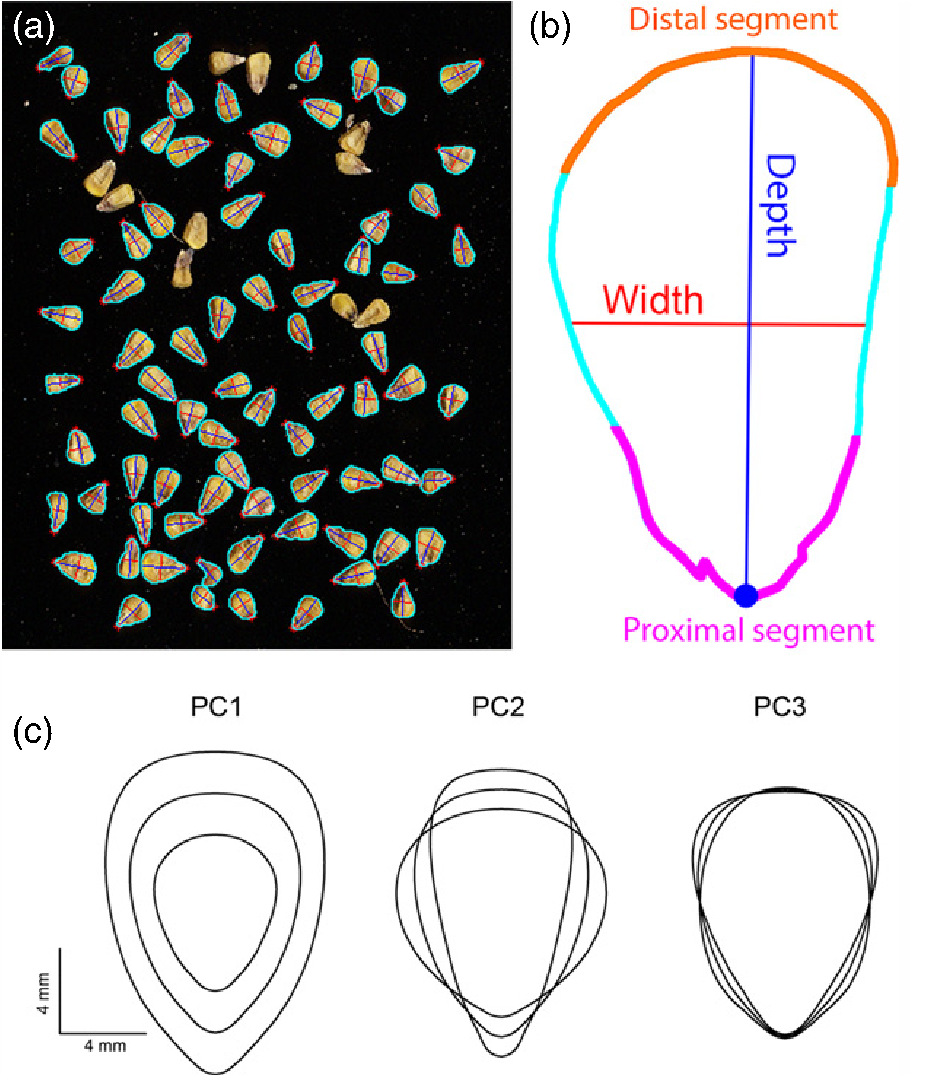 (a)
(b)
Distal segment
Depth
Width
Proximal segment
(c)
PC1
PC2
PC3
4 mm
4 mm